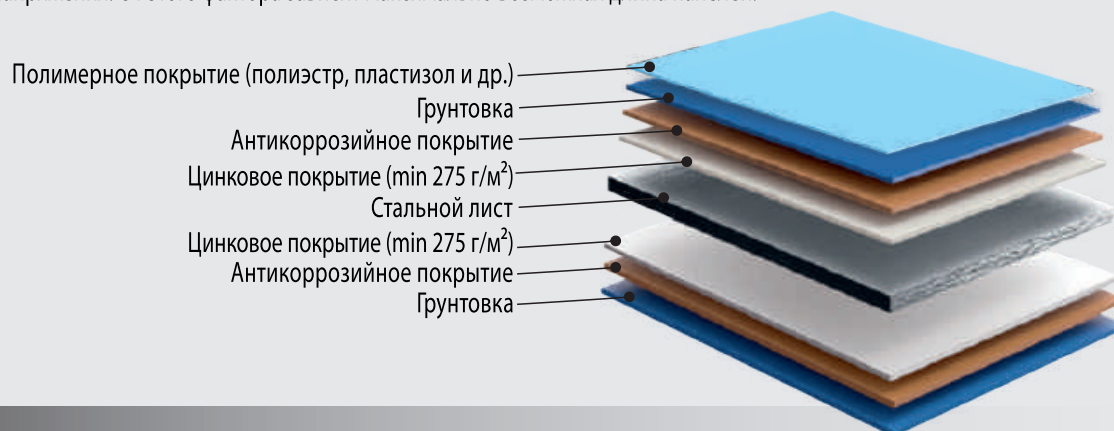 Полимерное покрытие (полиэстр, пластизол и др.)
Грунтовка
Антикоррозийное покрытие
Цинковое покрытие (min 275 г/м²)
Стальной лист
Цинковое покрытие (min 275 г/м²)
Антикоррозийное покрытие
Грунтовка